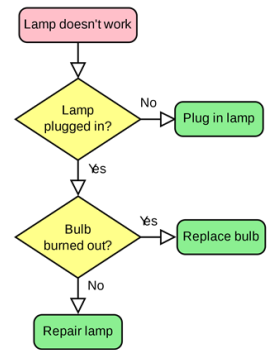 Lamp doesn't work
Lamp
plugged in?
No
Plug in lamp
Yes
Bulb
burned out?
Yes
Replace bulb
No
Repair lamp